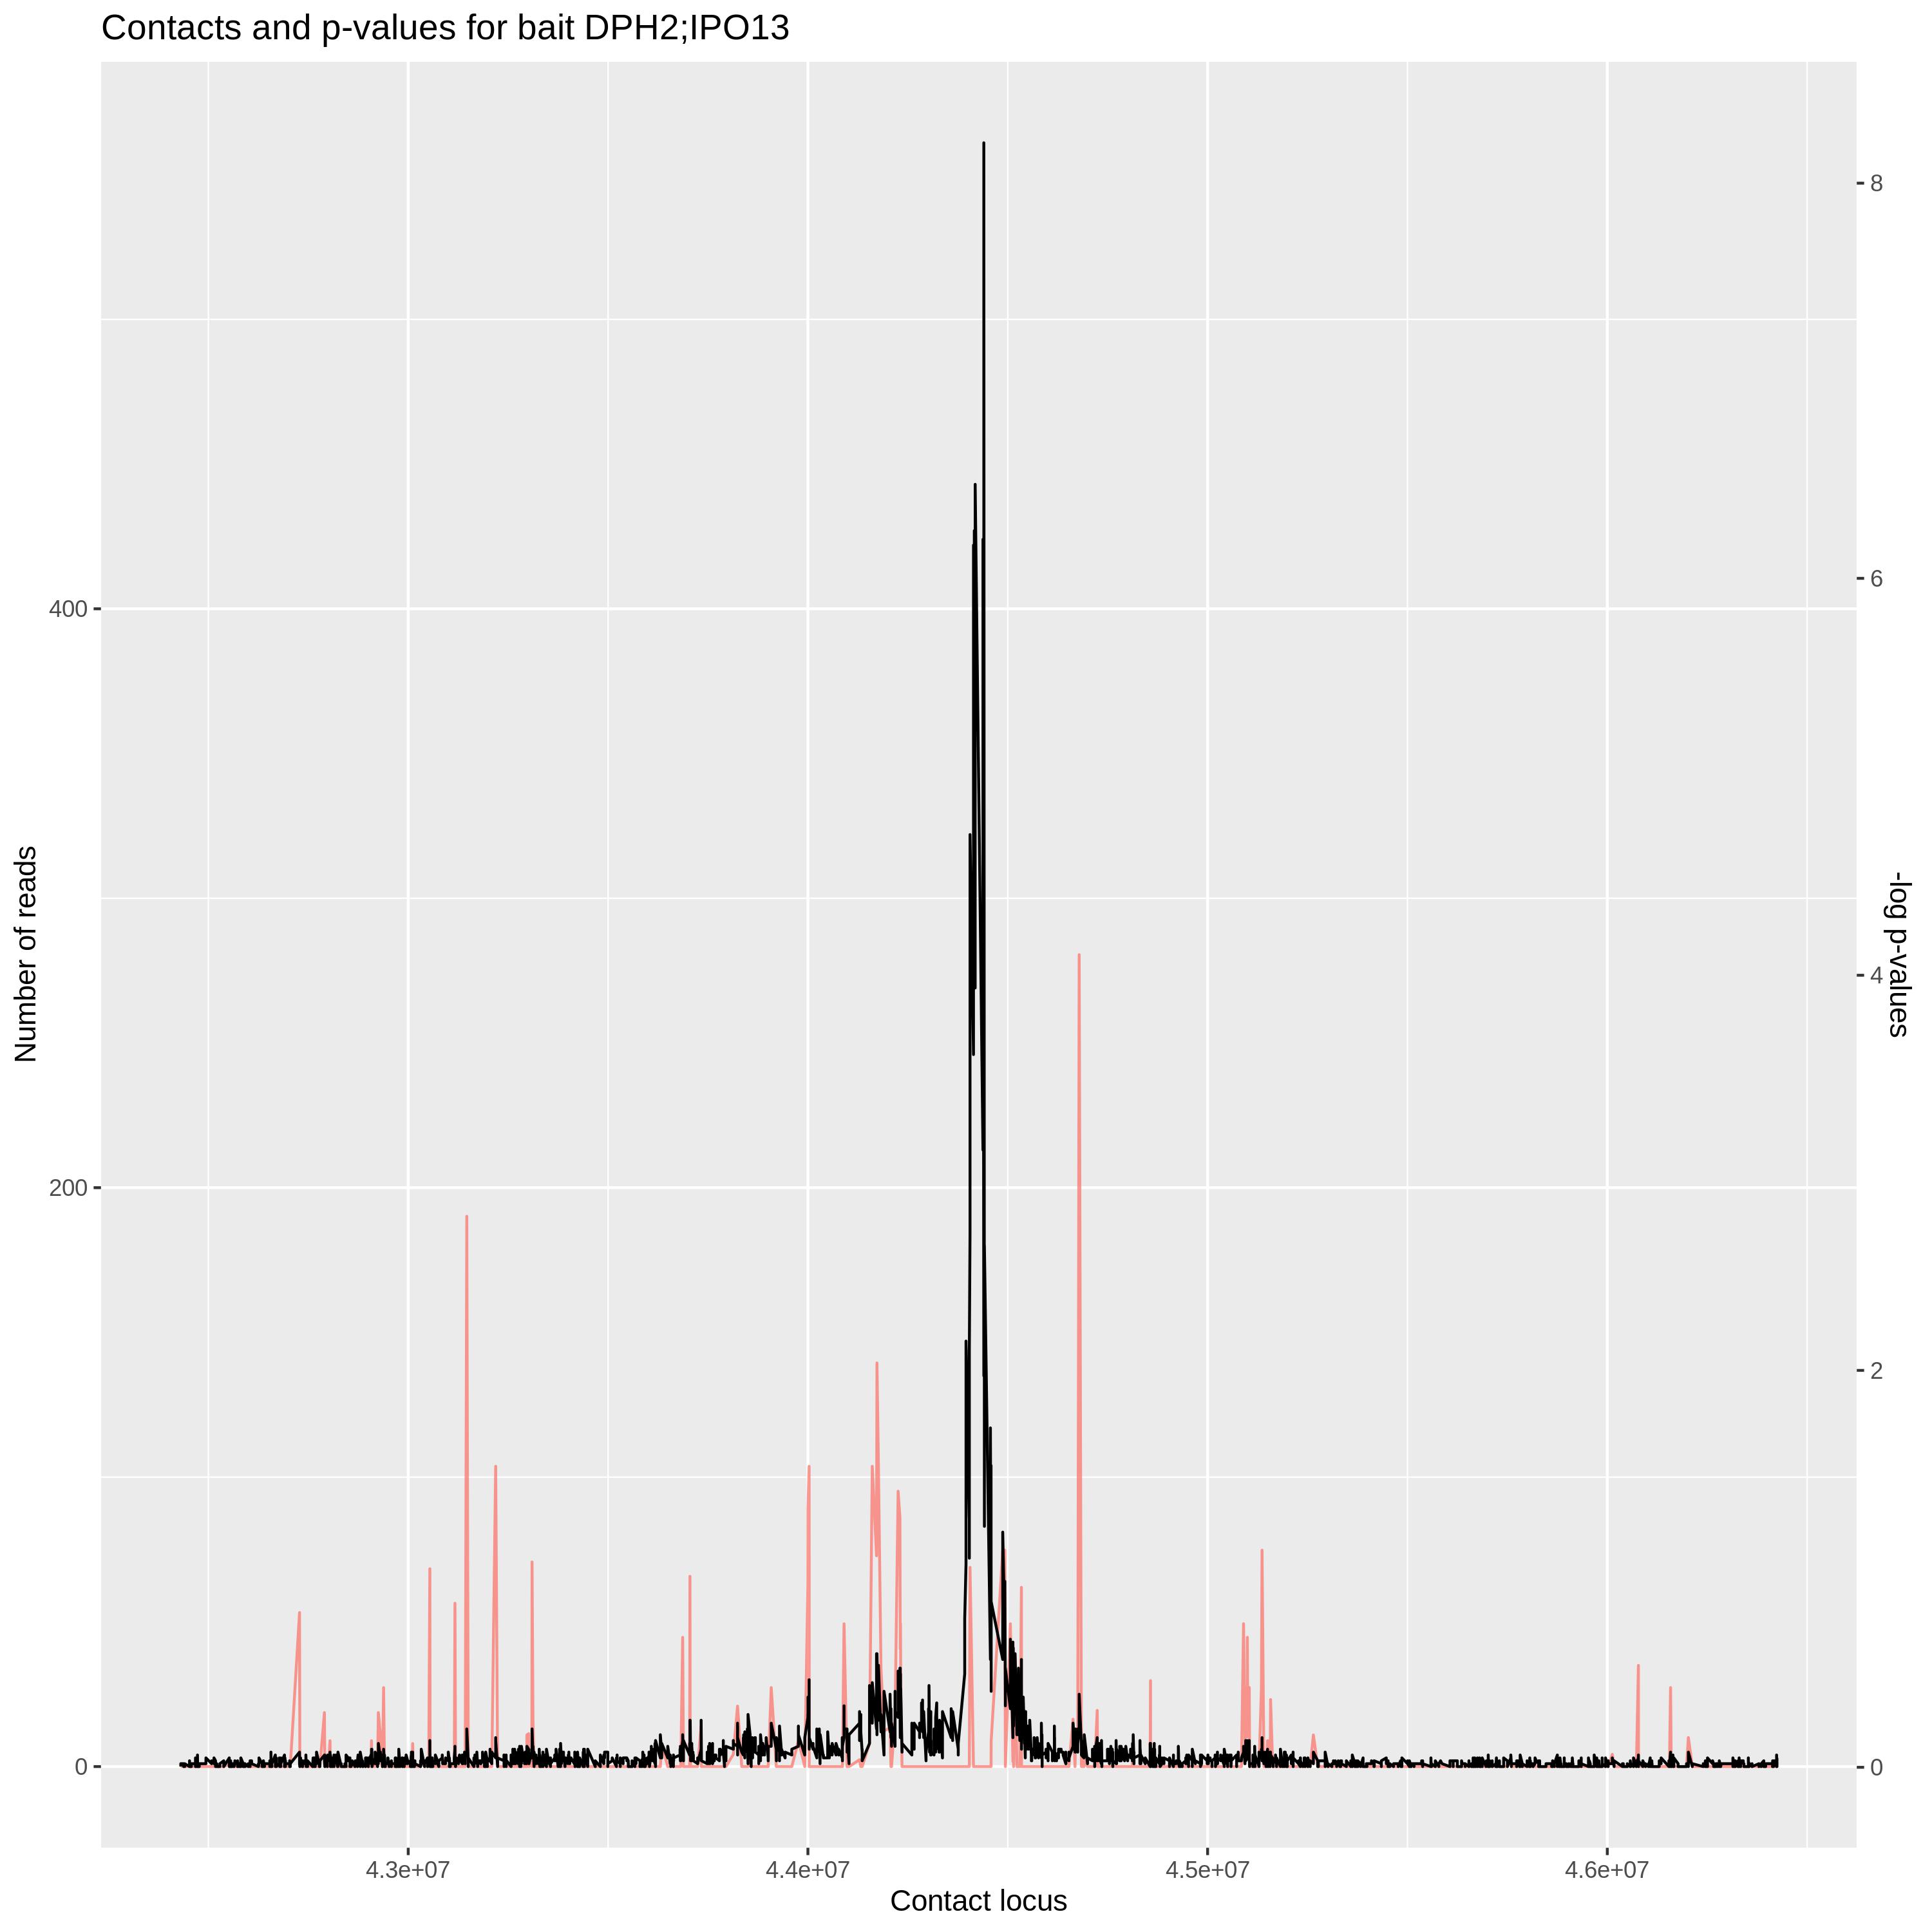 Contacts and p-values for bait DPH2;IPO13
8
6
400
Number of reads
-log p-values
4
200
2
0
0
4.3e+07
4.4e+07
4.5e+07
4.6e+07
Contact locus